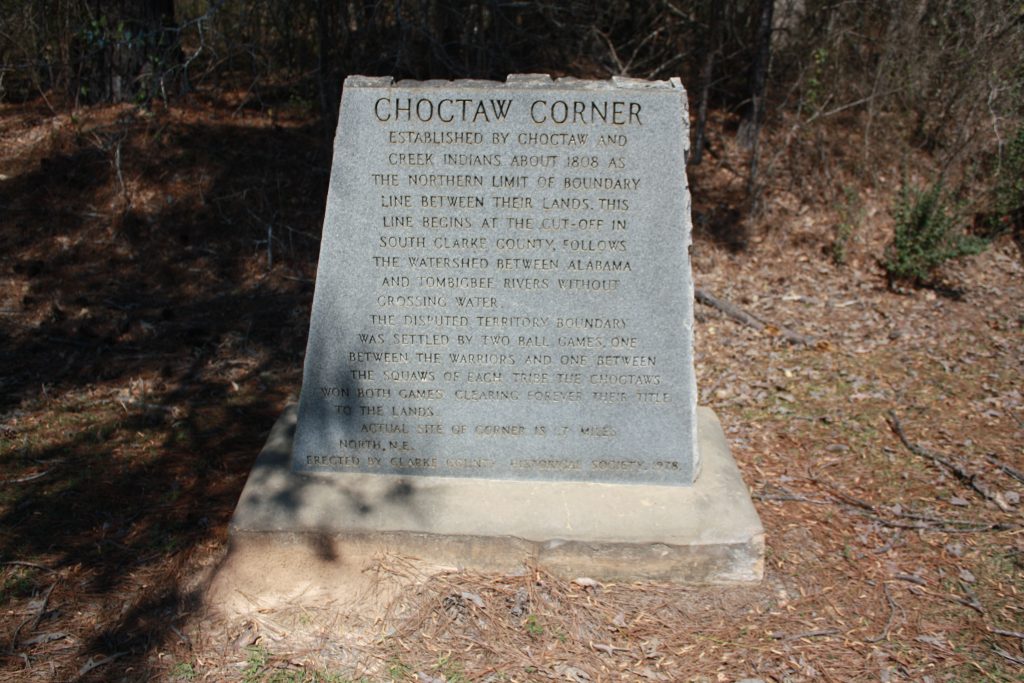 CHOCTAW CORNER
ESTABLISHED BY CHOCTAW AND
CREEK INDIANS ABOUT 1808 AS
THE NORTHERN LIMIT OF BOUNDARY
LINE BETWEEN THEIR LANDS. THIS
LINE BEGINS AT THE CUT-OFF IN
SOUTH CLARKE COUNTY, FOLLOWS
THE WATERSHED BETWEEN ALABAMA
AND TOMBIGBEE RIVERS WITHOUT
CROSSING WATER.
THE DISPUTED TERRITORY BOUNDARY
WAS SETTLED BY TWO BALL GAMES, ONE
BETWEEN THE WARRIORS AND ONE BETWEEN
THE SQUAWS OF EACH TRIBE THE CHOCTAWS
WON BOTH GAMES CLEARING FOREVER THEIR TITLE
TO THE LANDS.
ACTUAL SITE OF CORNER IS 1.7 MILES
NORTH, N.E.
ERECTED BY CLARKE COUNTY HISTORICAL SOCIETY, 1978